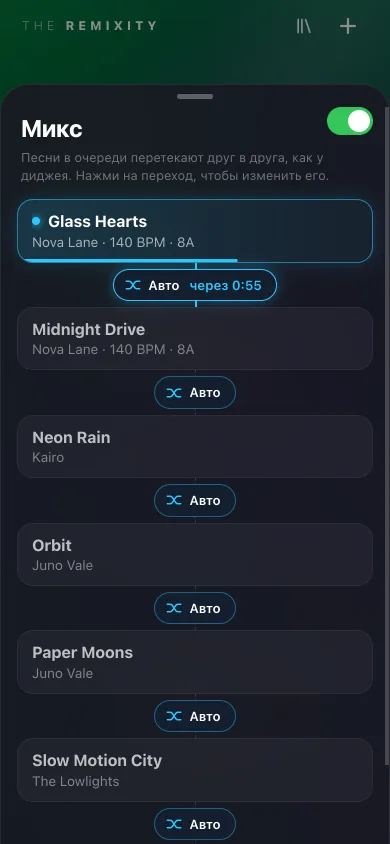 THE REMIXITY
Микс
Песни в очереди перетекают друг в друга, как у
диджея. Нажми на переход, чтобы изменить его.
Glass Hearts
Nova Lane · 140 BPM · 8A
Авто через 0:55
Midnight Drive
Nova Lane · 140 BPM · 8A
Авто
Neon Rain
Kairo
Авто
Orbit
Juno Vale
Авто
Paper Moons
Juno Vale
Авто
Slow Motion City
The Lowlights
Авто